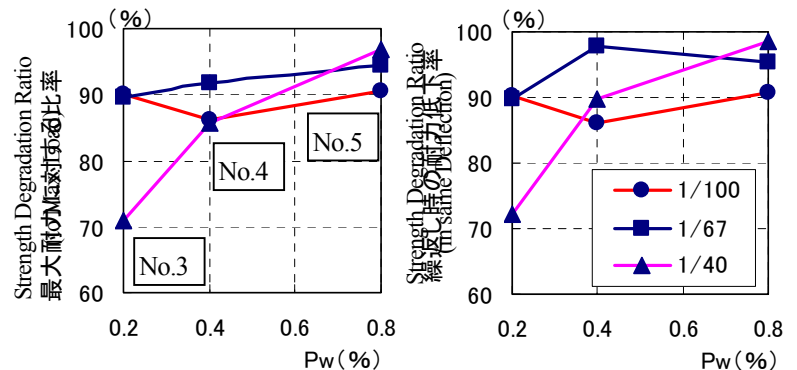 (%)
100
90
80
70
60
0.2
0.4
0.6
0.8
Pw(%)
Strength Degradation Ratio
最大耐力に対する比率
(to Max Load)
No.3
No.4
No.5
(%)
100
90
80
70
60
0.2
0.4
0.6
0.8
Pw(%)
Strength Degradation Ratio
繰返し時の耐力低下率
(in same Deflection)
1/100
1/67
1/40